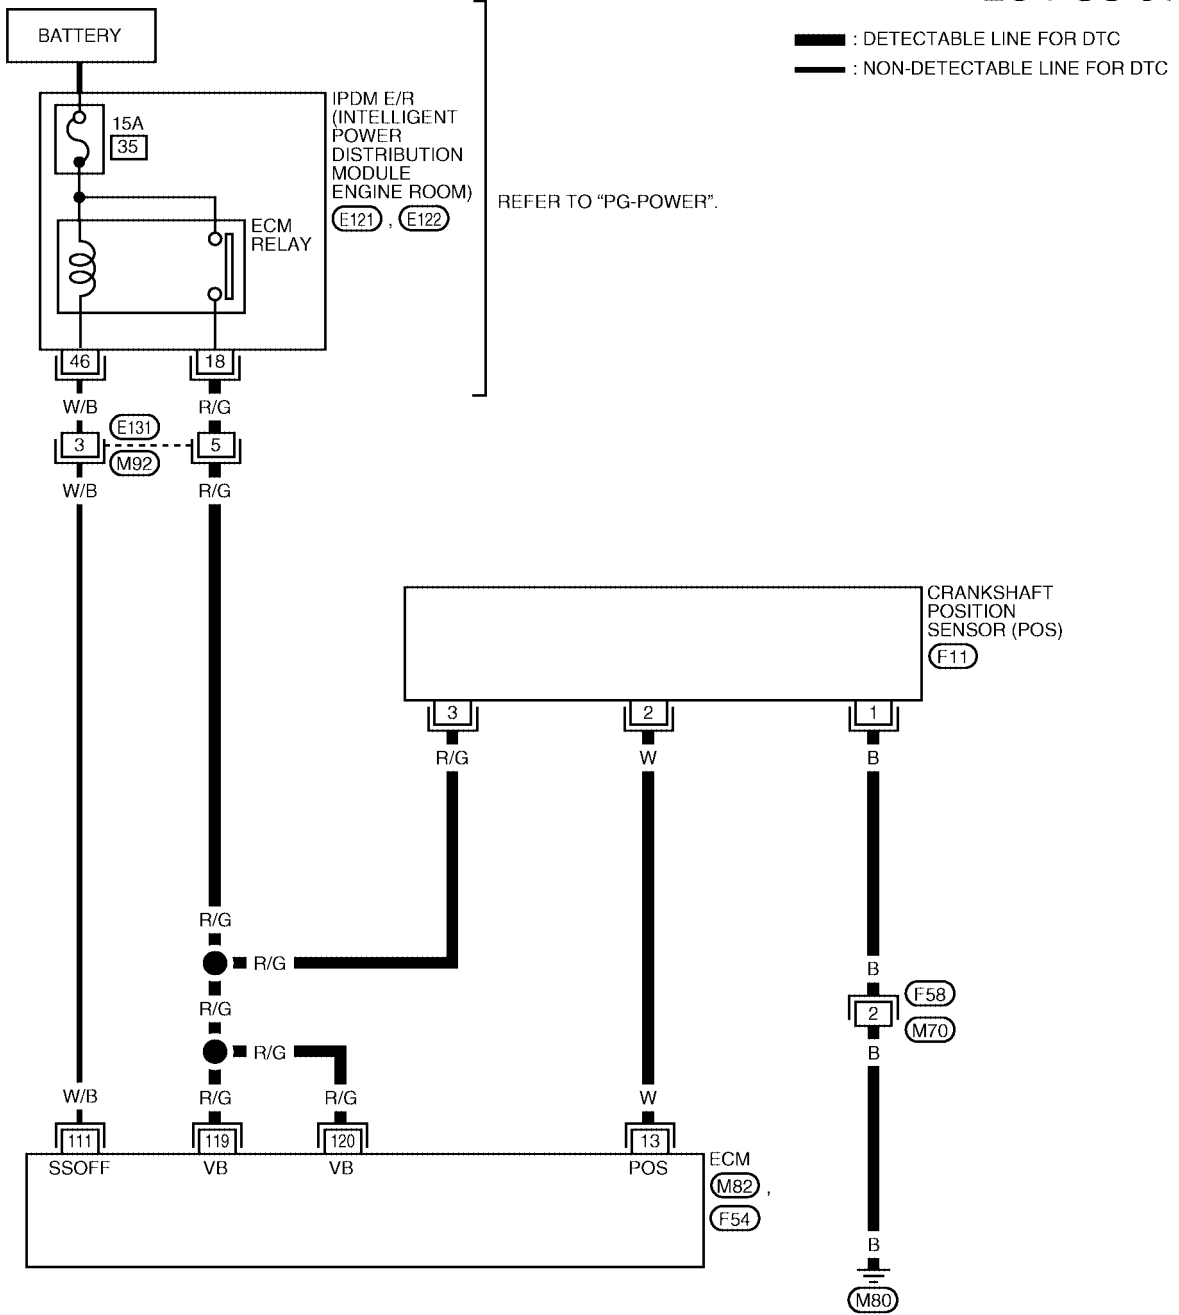 BATTERY
: DETECTABLE LINE FOR DTC
: NON-DETECTABLE LINE FOR DTC
15A
35
IPDM E/R
(INTELLIGENT
POWER
DISTRIBUTION
MODULE
ENGINE ROOM)
E121 , E122
REFER TO “PG-POWER”.
ECM
RELAY
46
18
W/B
R/G
3
E131
M92
5
W/B
R/G
CRANKSHAFT
POSITION
SENSOR (POS)
F11
3
2
1
R/G
W
B
R/G
R/G
B
F58
2
M70
R/G
R/G
B
W/B
R/G
R/G
W
111
119
120
13
SSOFF
VB
VB
POS
ECM
M82 ,
F54
B
M80